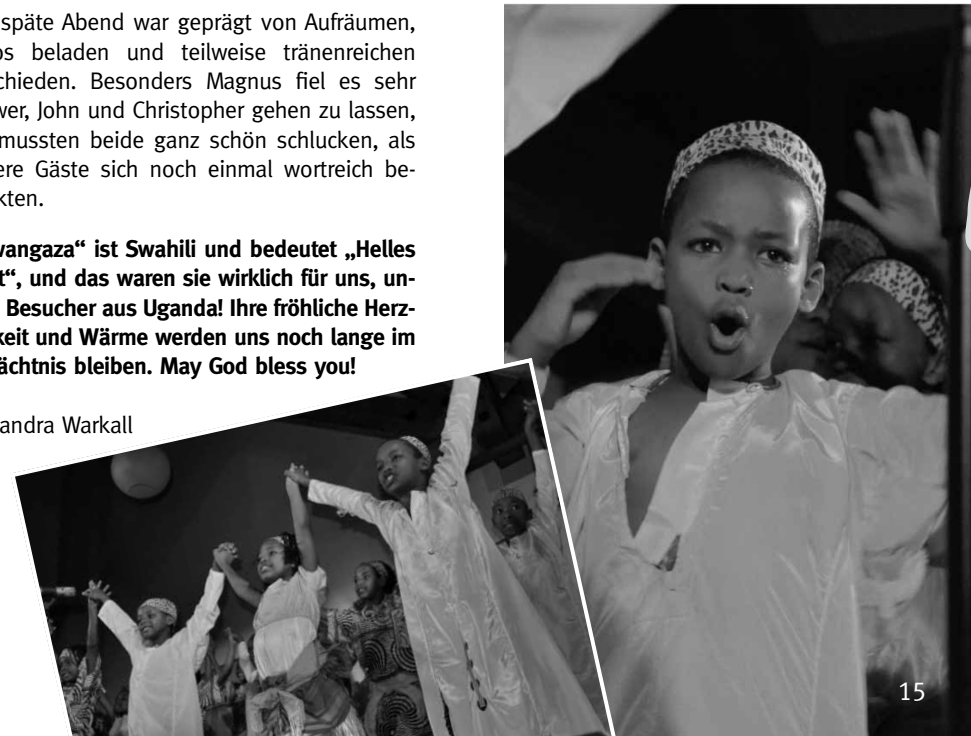 späte Abend war geprägt von Aufräumen,
os beladen und teilweise tränenreichen
chieden. Besonders Magnus fiel es sehr
wer, John und Christopher gehen zu lassen,
mussten beide ganz schön schlucken, als
ere Gäste sich noch einmal wortreich be-
kten.
wangaza“ ist Swahili und bedeutet „Helles
t“, und das waren sie wirklich für uns, un-
Besucher aus Uganda! Ihre fröhliche Herz-
keit und Wärme werden uns noch lange im
ächtnis bleiben. May God bless you!
andra Warkall
15